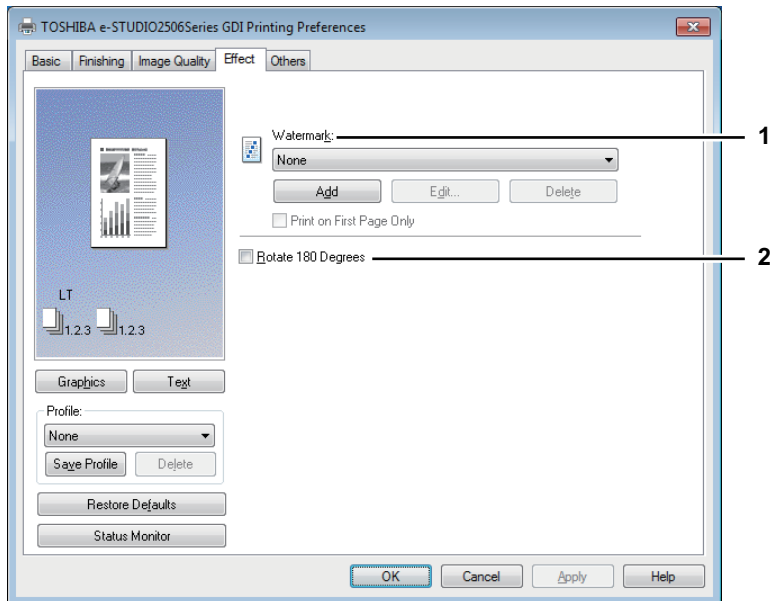 TOSHIBA e-STUDIO2506Series GDI Printing Preferences
Basic Finishing Image Quality Effect Others
Watermark: 1
None
Add Edit... Delete
Print on First Page Only
Rotate 180 Degrees 2
LT
1.2.3 1.2.3
Graphics Text
Profile:
None
Save Profile Delete
Restore Defaults
Status Monitor
OK Cancel Apply Help